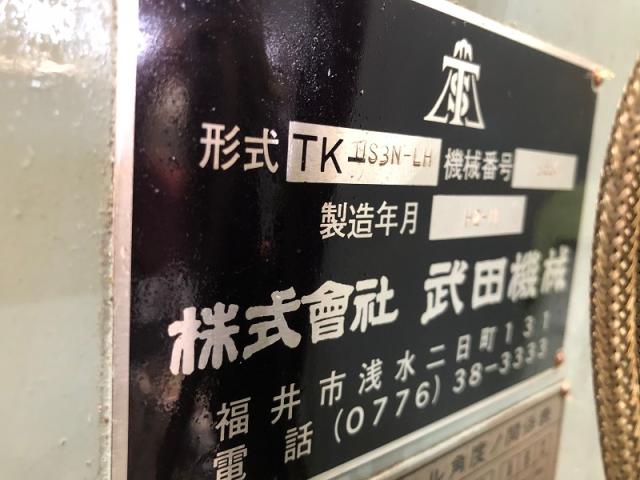 形式 TK-US3N-LH 機械番号
製造年月
株式會社 武田機械
福井市浅水二日町131
電話 (0776)38-3333